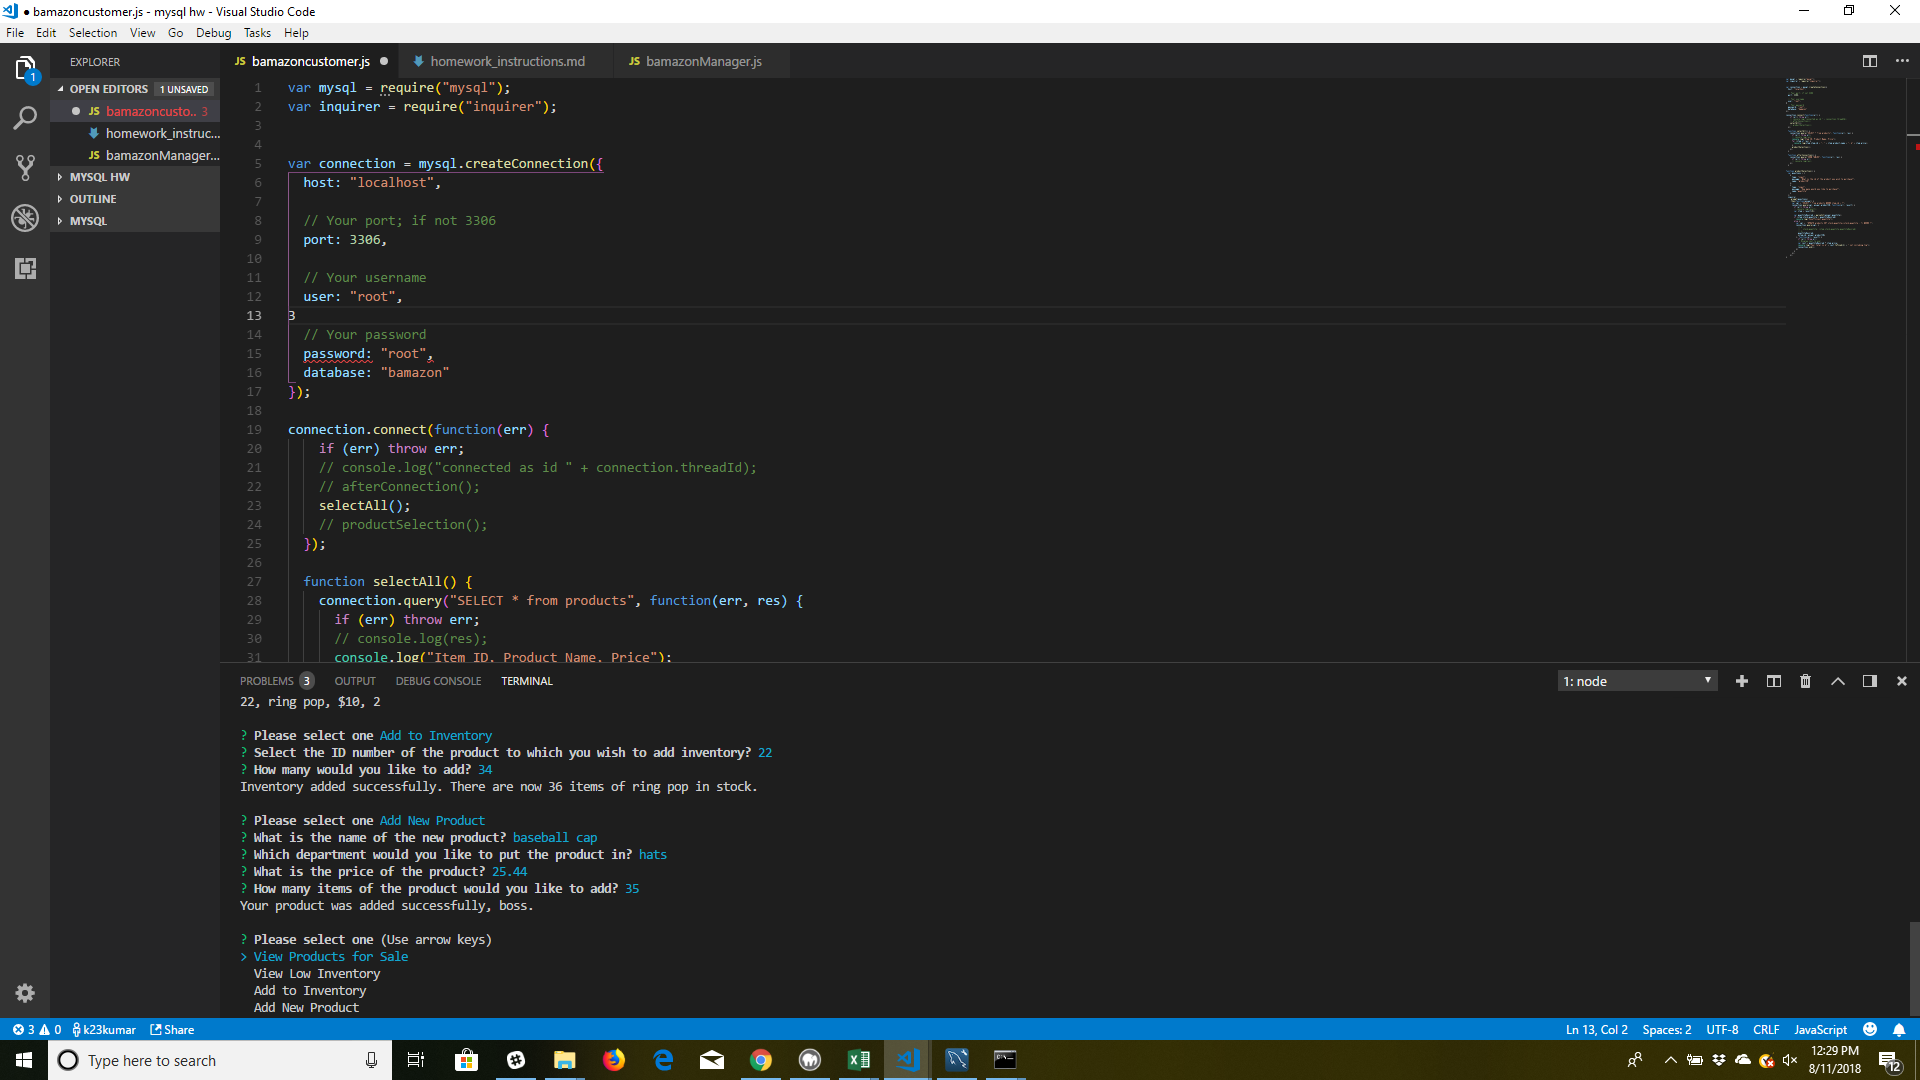 bamazoncustomer.js - mysql hw - Visual Studio Code
File Edit Selection View Go Debug Tasks Help
1
EXPLORER
OPEN EDITORS 1 UNSAVED
JS bamazoncusto.. 3
homework_instruc...
JS bamazonManager...
MYSQL HW
OUTLINE
MYSQL
JS bamazoncustomer.js
homework_instructions.md
JS bamazonManager.js
1 var mysql = require("mysql");
2 var inquirer = require("inquirer");
3
4
5 var connection = mysql.createConnection({
6 host: "localhost",
7
8 // Your port; if not 3306
9 port: 3306,
10
11 // Your username
12 user: "root",
13 3
14 // Your password
15 password: "root",
16 database: "bamazon"
17 });
18
19 connection.connect(function(err) {
20 if (err) throw err;
21 // console.log("connected as id " + connection.threadId);
22 // afterConnection();
23 selectAll();
24 // productSelection();
25 });
26
27 function selectAll() {
28 connection.query("SELECT * from products", function(err, res) {
29 if (err) throw err;
30 // console.log(res);
31 console.log("Item ID, Product Name, Price");
PROBLEMS 3 OUTPUT DEBUG CONSOLE TERMINAL
1: node
22, ring pop, $10, 2
? Please select one Add to Inventory
? Select the ID number of the product to which you wish to add inventory? 22
? How many would you like to add? 34
Inventory added successfully. There are now 36 items of ring pop in stock.
? Please select one Add New Product
? What is the name of the new product? baseball cap
? Which department would you like to put the product in? hats
? What is the price of the product? 25.44
? How many items of the product would you like to add? 35
Your product was added successfully, boss.
? Please select one (Use arrow keys)
> View Products for Sale
View Low Inventory
Add to Inventory
Add New Product
3 0 k23kumar Share
Ln 13, Col 2 Spaces: 2 UTF-8 CRLF JavaScript
Type here to search
12:29 PM
8/11/2018
12